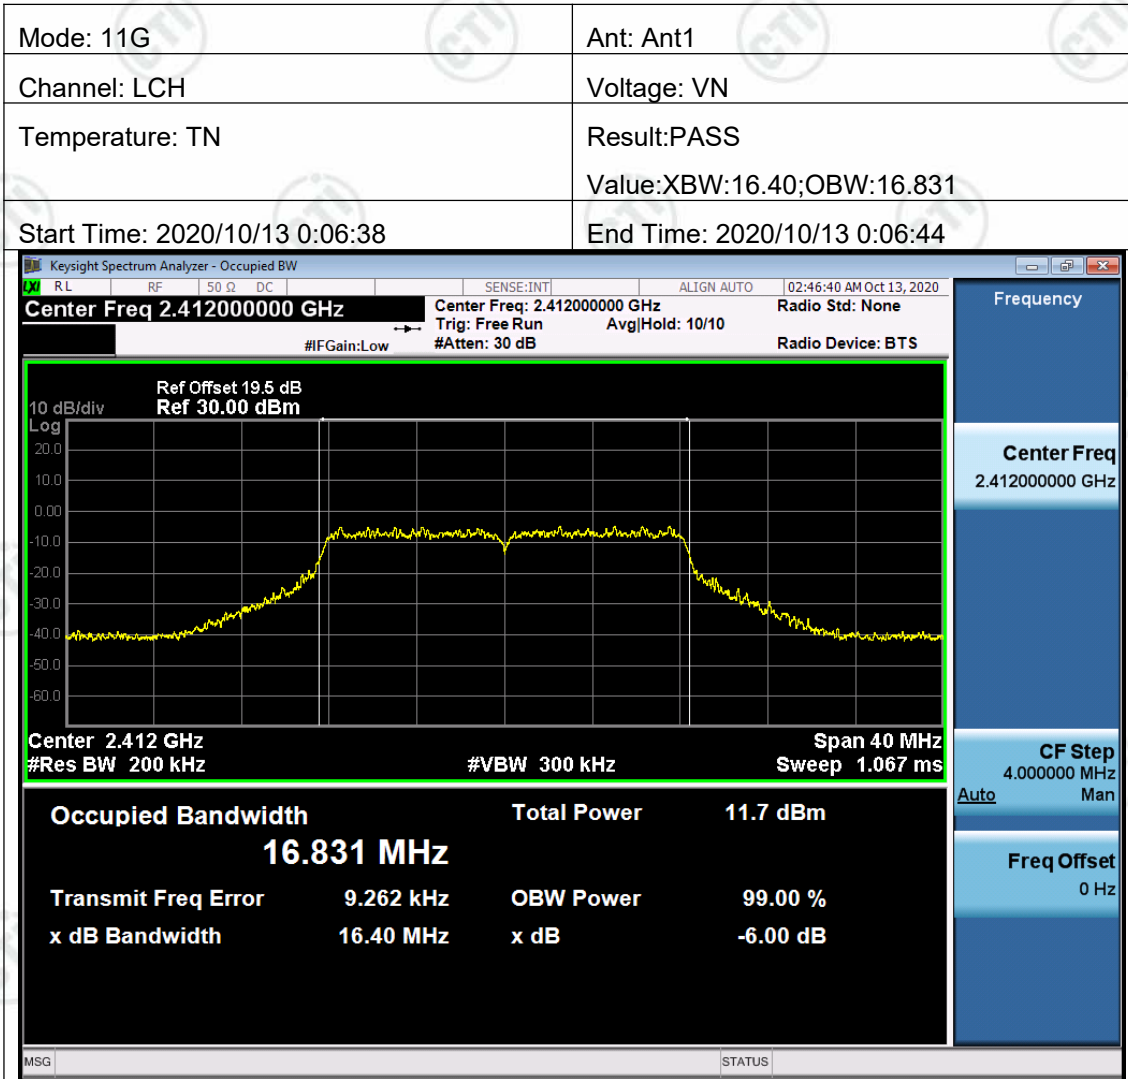 Mode: 11G
Ant: Ant1
Channel: LCH
Voltage: VN
Temperature: TN
Result:PASS
Value:XBW:16.40;OBW:16.831
Start Time: 2020/10/13 0:06:38
End Time: 2020/10/13 0:06:44
Keysight Spectrum Analyzer - Occupied BW
LXI RL RF 50 Ω DC SENSE:INT ALIGN AUTO 02:46:40 AM Oct 13, 2020
Center Freq 2.412000000 GHz
Center Freq: 2.412000000 GHz
Radio Std: None
Trig: Free Run Avg|Hold: 10/10
#IFGain:Low
#Atten: 30 dB
Radio Device: BTS
Frequency
Ref Offset 19.5 dB
10 dB/div Ref 30.00 dBm
Log
20.0
10.0
0.00
-10.0
-20.0
-30.0
-40.0
-50.0
-60.0
Center 2.412 GHz
Span 40 MHz
#Res BW 200 kHz
#VBW 300 kHz
Sweep 1.067 ms
Center Freq
2.412000000 GHz
CF Step
4.000000 MHz
Auto Man
Freq Offset
0 Hz
Occupied Bandwidth
Total Power 11.7 dBm
16.831 MHz
Transmit Freq Error 9.262 kHz
OBW Power 99.00 %
x dB Bandwidth 16.40 MHz
x dB -6.00 dB
MSG
STATUS
CTI